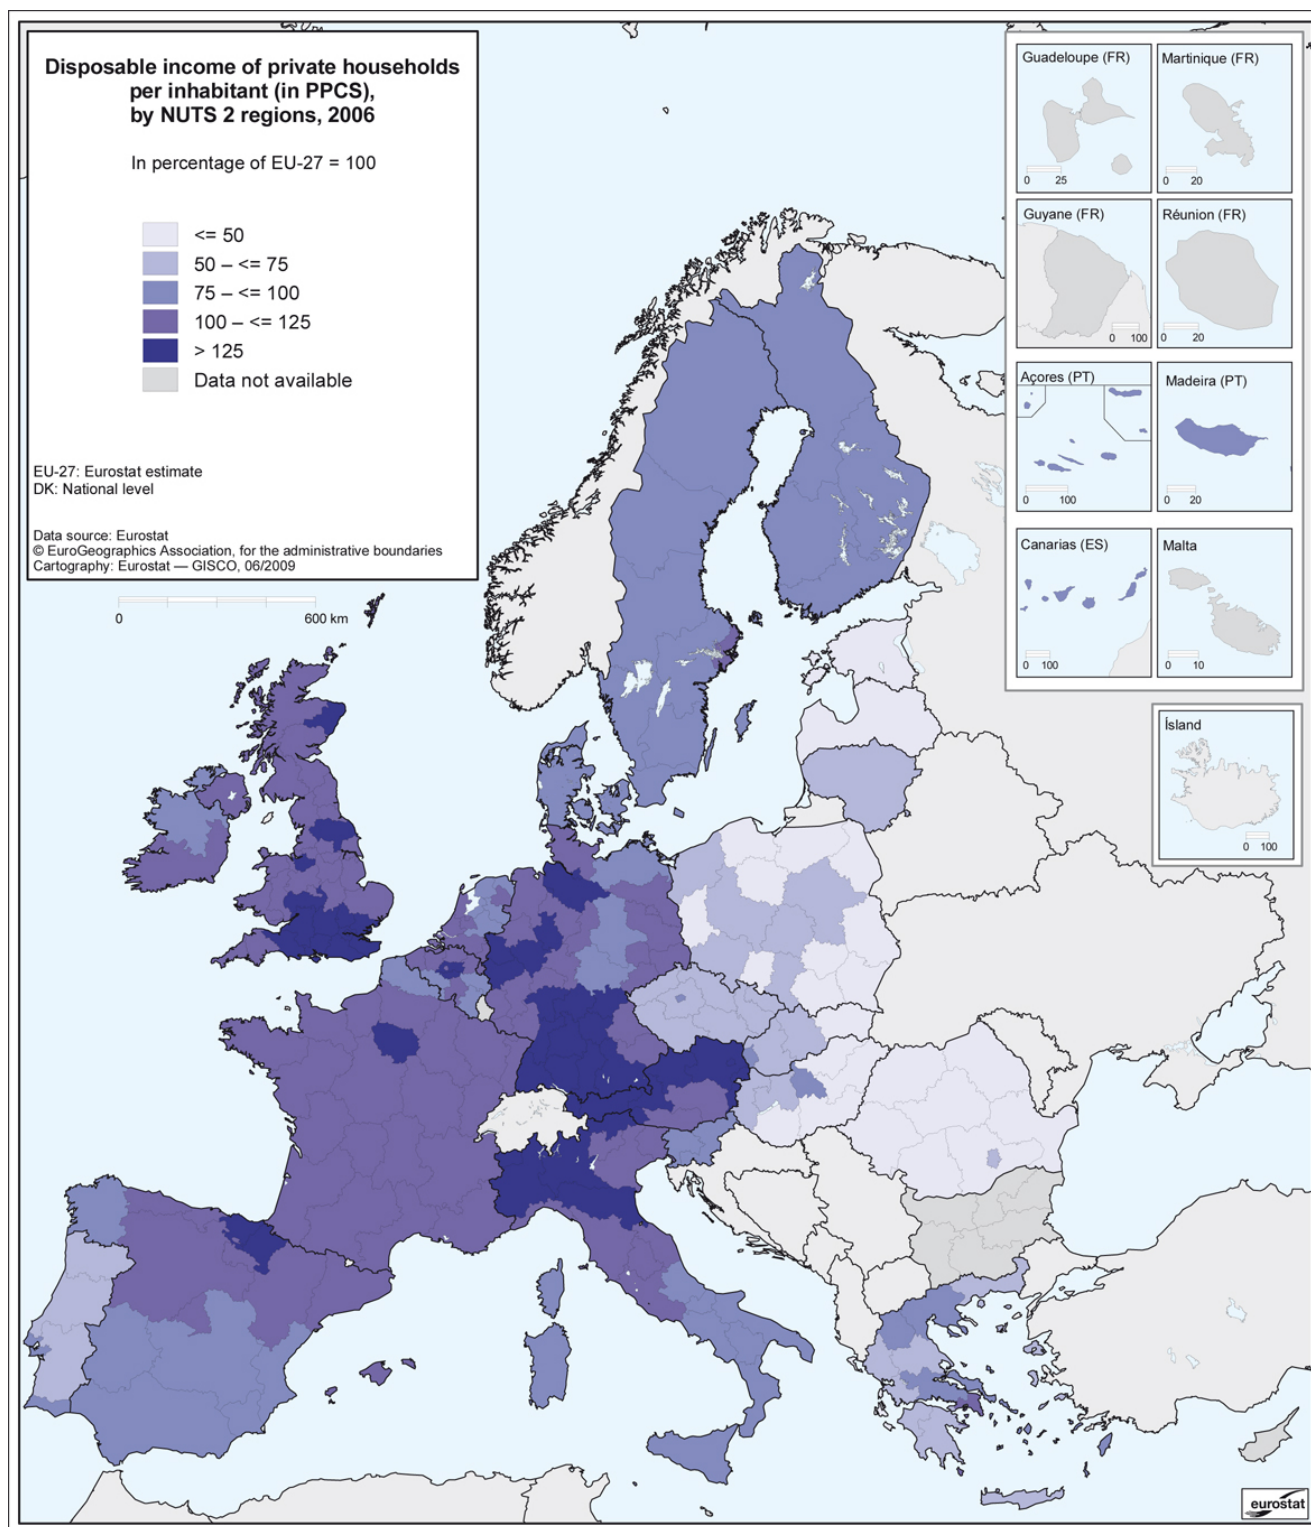 Disposable income of private households
per inhabitant (in PPCS),
by NUTS 2 regions, 2006
In percentage of EU-27 = 100
<= 50
50 – <= 75
75 – <= 100
100 – <= 125
> 125
Data not available
EU-27: Eurostat estimate
DK: National level
Data source: Eurostat
© EuroGeographics Association, for the administrative boundaries
Cartography: Eurostat — GISCO, 06/2009
0 600 km
Guadeloupe (FR)
0 25
Martinique (FR)
0 20
Guyane (FR)
0 100
Réunion (FR)
0 20
Açores (PT)
0 100
Madeira (PT)
0 20
Canarias (ES)
0 100
Malta
0 10
Ísland
0 100
eurostat